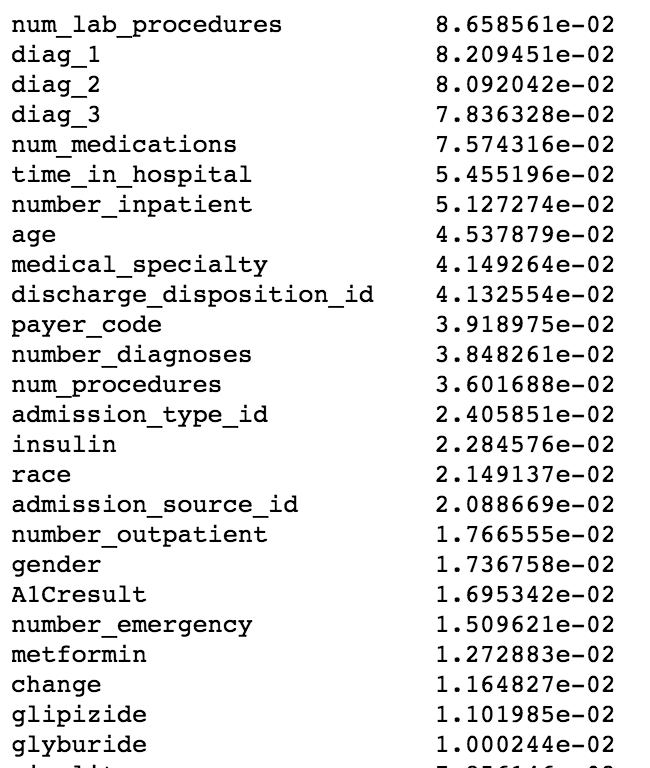 num_lab_procedures 8.658561e-02
diag_1 8.209451e-02
diag_2 8.092042e-02
diag_3 7.836328e-02
num_medications 7.574316e-02
time_in_hospital 5.455196e-02
number_inpatient 5.127274e-02
age 4.537879e-02
medical_specialty 4.149264e-02
discharge_disposition_id 4.132554e-02
payer_code 3.918975e-02
number_diagnoses 3.848261e-02
num_procedures 3.601688e-02
admission_type_id 2.405851e-02
insulin 2.284576e-02
race 2.149137e-02
admission_source_id 2.088669e-02
number_outpatient 1.766555e-02
gender 1.736758e-02
A1Cresult 1.695342e-02
number_emergency 1.509621e-02
metformin 1.272883e-02
change 1.164827e-02
glipizide 1.101985e-02
glyburide 1.000244e-02